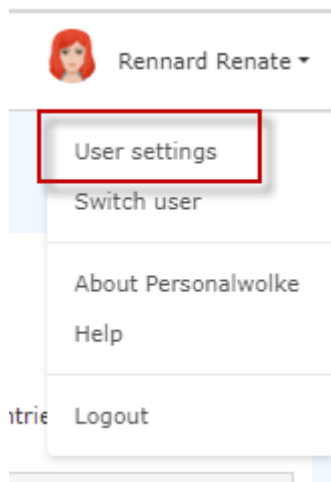 Rennard Renate
User settings
Switch user
About Personalwolke
Help
Logout